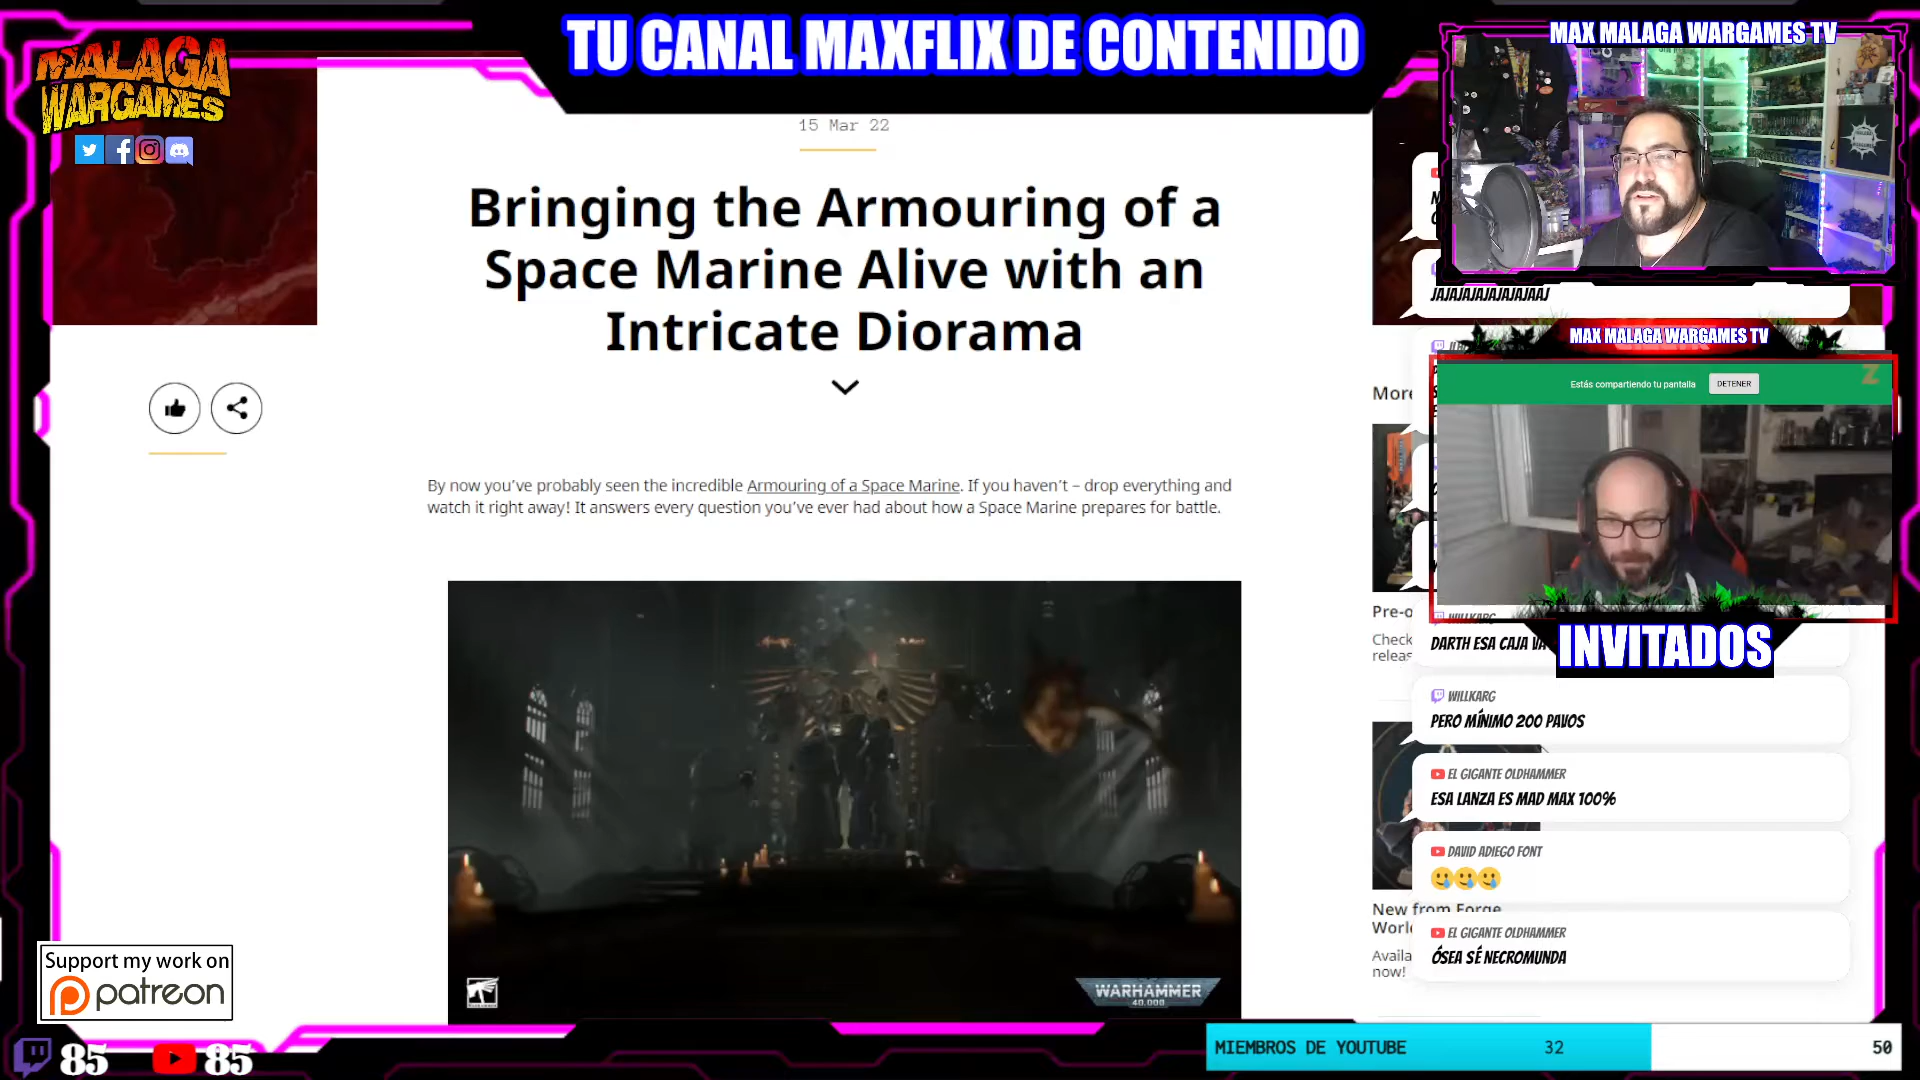 TU CANAL MAXFLIX DE CONTENIDO
MALAGA
WARGAMES
15 Mar 22
Bringing the Armouring of a
Space Marine Alive with an
Intricate Diorama
By now you've probably seen the incredible Armouring of a Space Marine. If you haven't – drop everything and
watch it right away! It answers every question you've ever had about how a Space Marine prepares for battle.
WARHAMMER
40,000
MAX MALAGA WARGAMES TV
JAJAJAJAJAJAJAAJ
MAX MALAGA WARGAMES TV
Estás compartiendo tu pantalla
DETENER
More
INVITADOS
Pre-o
Check
releas
WILLKARG
DARTH ESA CAJA VA
WILLKARG
PERO MÍNIMO 200 PAVOS
EL GIGANTE OLDHAMMER
ESA LANZA ES MAD MAX 100%
DAVID ADIEGO FONT
New from Forge
Worl
Availa
now!
EL GIGANTE OLDHAMMER
ÓSEA SÉ NECROMUNDA
Support my work on
patreon
85
85
MIEMBROS DE YOUTUBE 32 50